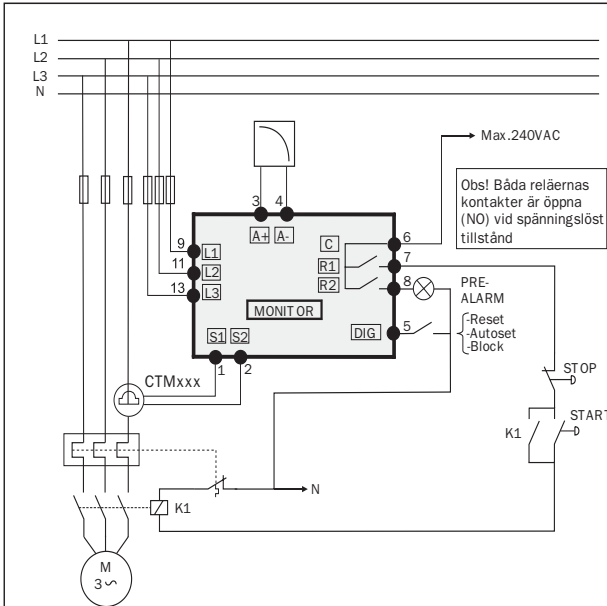 L1
L2
L3
N
Max.240VAC
Obs! Båda reläernas
kontakter är öppna
(NO) vid spänningslöst
tillstånd
3
4
A+
A-
9
L1
11
L2
13
L3
C
6
R1
7
R2
8
MONITOR
PRE-
ALARM
DIG
5
-Reset
-Autoset
-Block
S1
S2
1
2
CTMxxx
STOP
START
K1
N
K1
M
3~